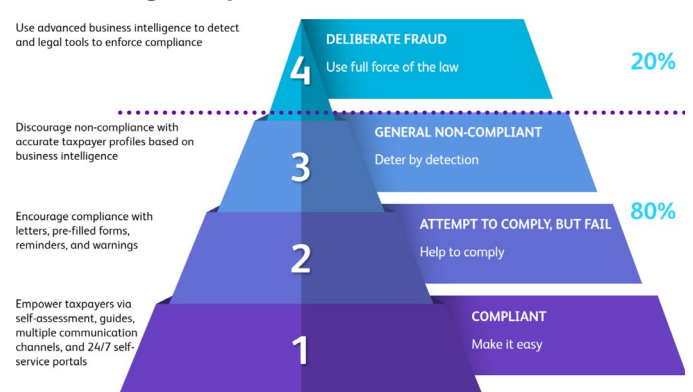 Use advanced business intelligence to detect
and legal tools to enforce compliance
4
DELIBERATE FRAUD
Use full force of the law
20%
Discourage non-compliance with
accurate taxpayer profiles based on
business intelligence
3
GENERAL NON-COMPLIANT
Deter by detection
80%
Encourage compliance with
letters, pre-filled forms,
reminders, and warnings
2
ATTEMPT TO COMPLY, BUT FAIL
Help to comply
Empower taxpayers via
self-assessment, guides,
multiple communication
channels, and 24/7 self-
service portals
1
COMPLIANT
Make it easy